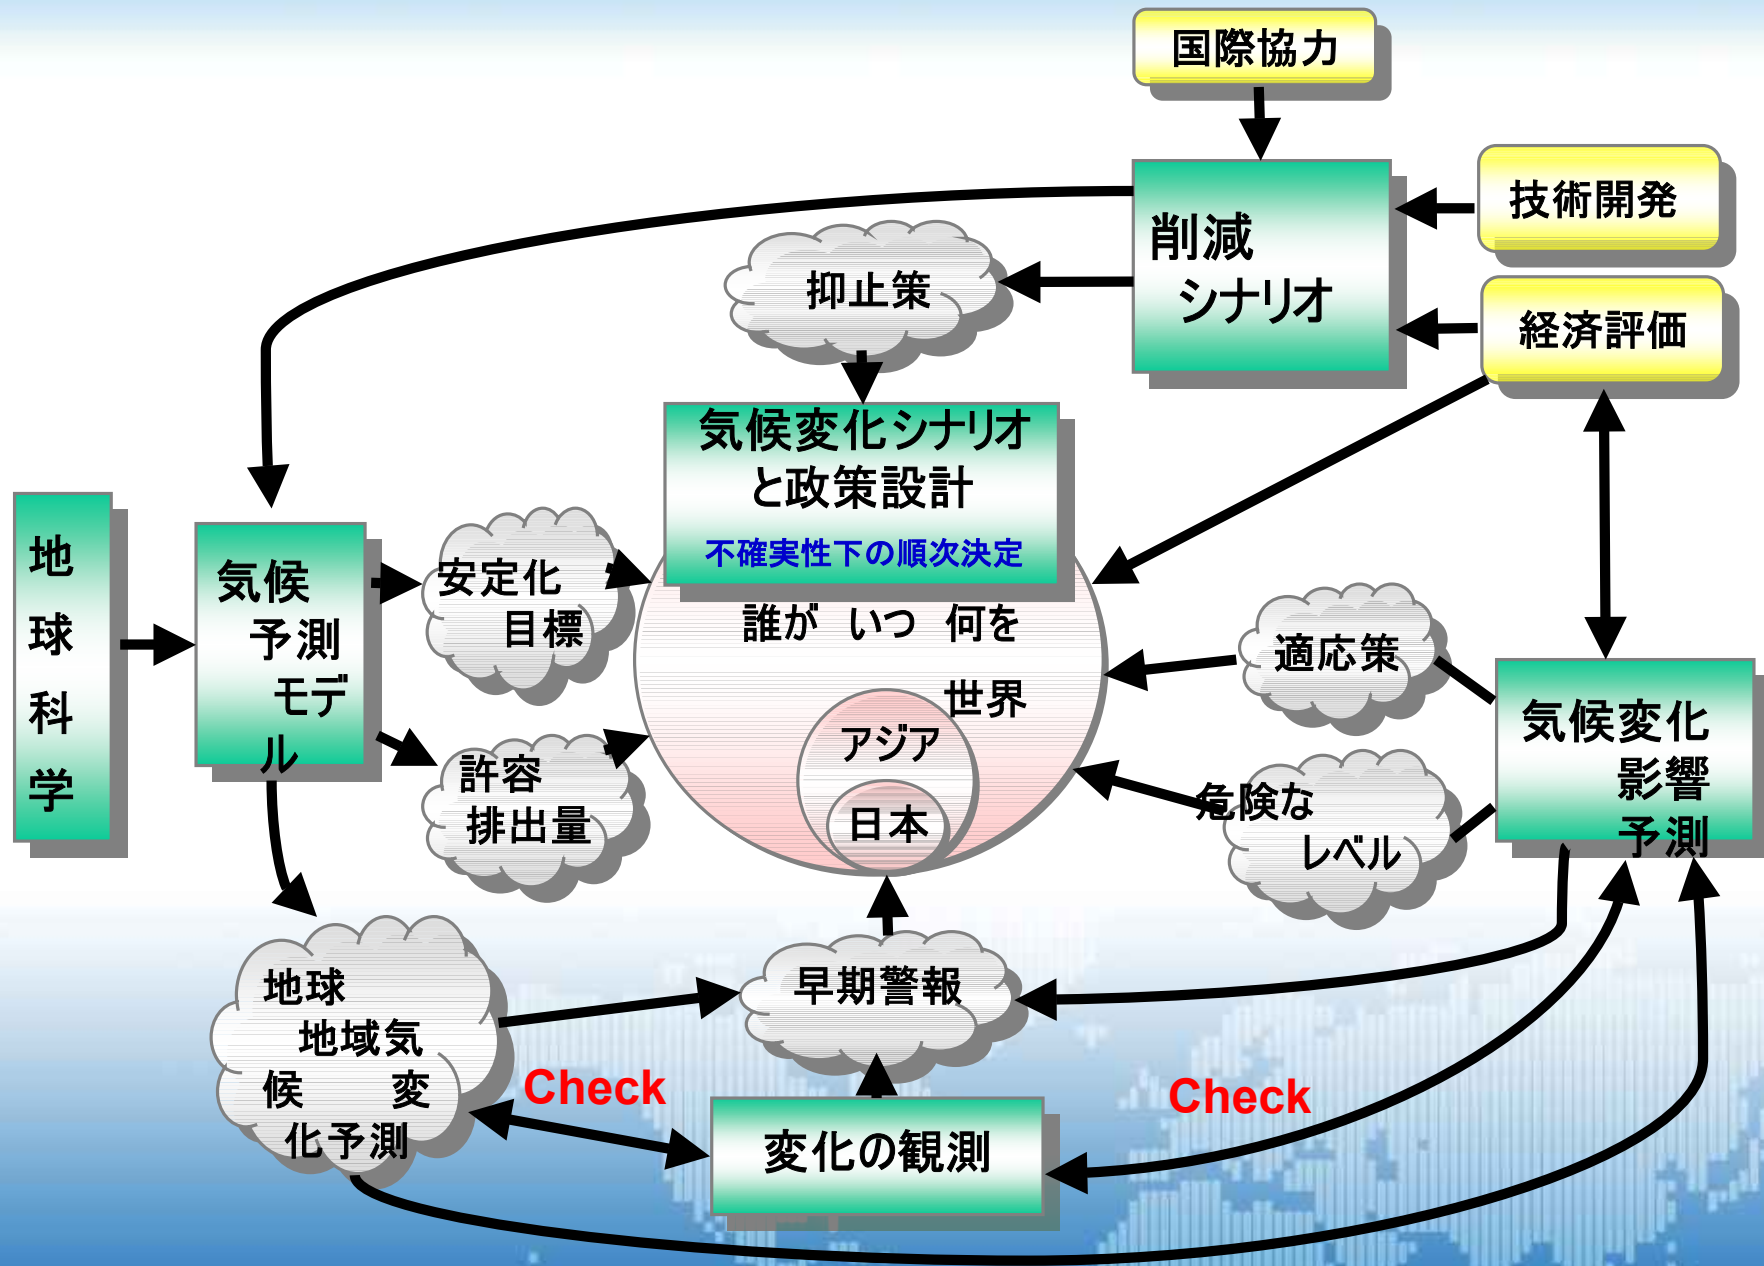 国際協力
技術開発
削減
シナリオ
抑止策
経済評価
気候変化シナリオ
と政策設計
不確実性下の順次決定
地
球
科
学
気候
予測
モデ
ル
安定化
目標
誰が いつ 何を
世界
アジア
日本
適応策
気候変化
影響
予測
許容
排出量
危険な
レベル
地球
地域気
候 変
化予測
早期警報
Check
Check
変化の観測